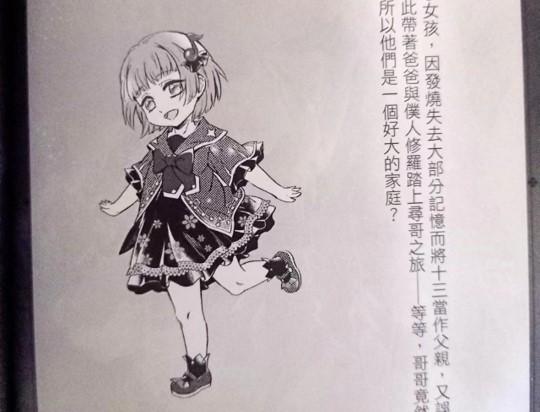 女孩，因發燒失去大部分記憶而將十三當作父親，又誤
此帶著爸爸與僕人修羅踏上尋哥之旅——等等，哥哥竟然
所以他們是一個好大的家庭？